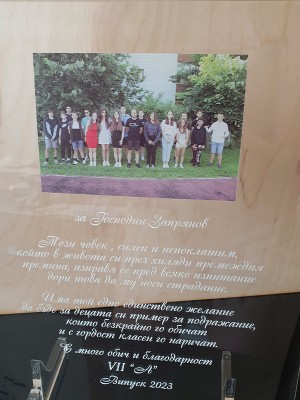 за Господин Запрянов
Този човек, силен и непоклатим,
който в живота си през хиляди премеждия
премина, изправя се пред всяко изпитание
дори това да му носи страдание.
И ма той едно единствено желание
да бъде за децата си пример за подражание,
които безкрайно го обичат
и с гордост класен го наричат.
С много обич и благодарност
VII "А"
Випуск 2023